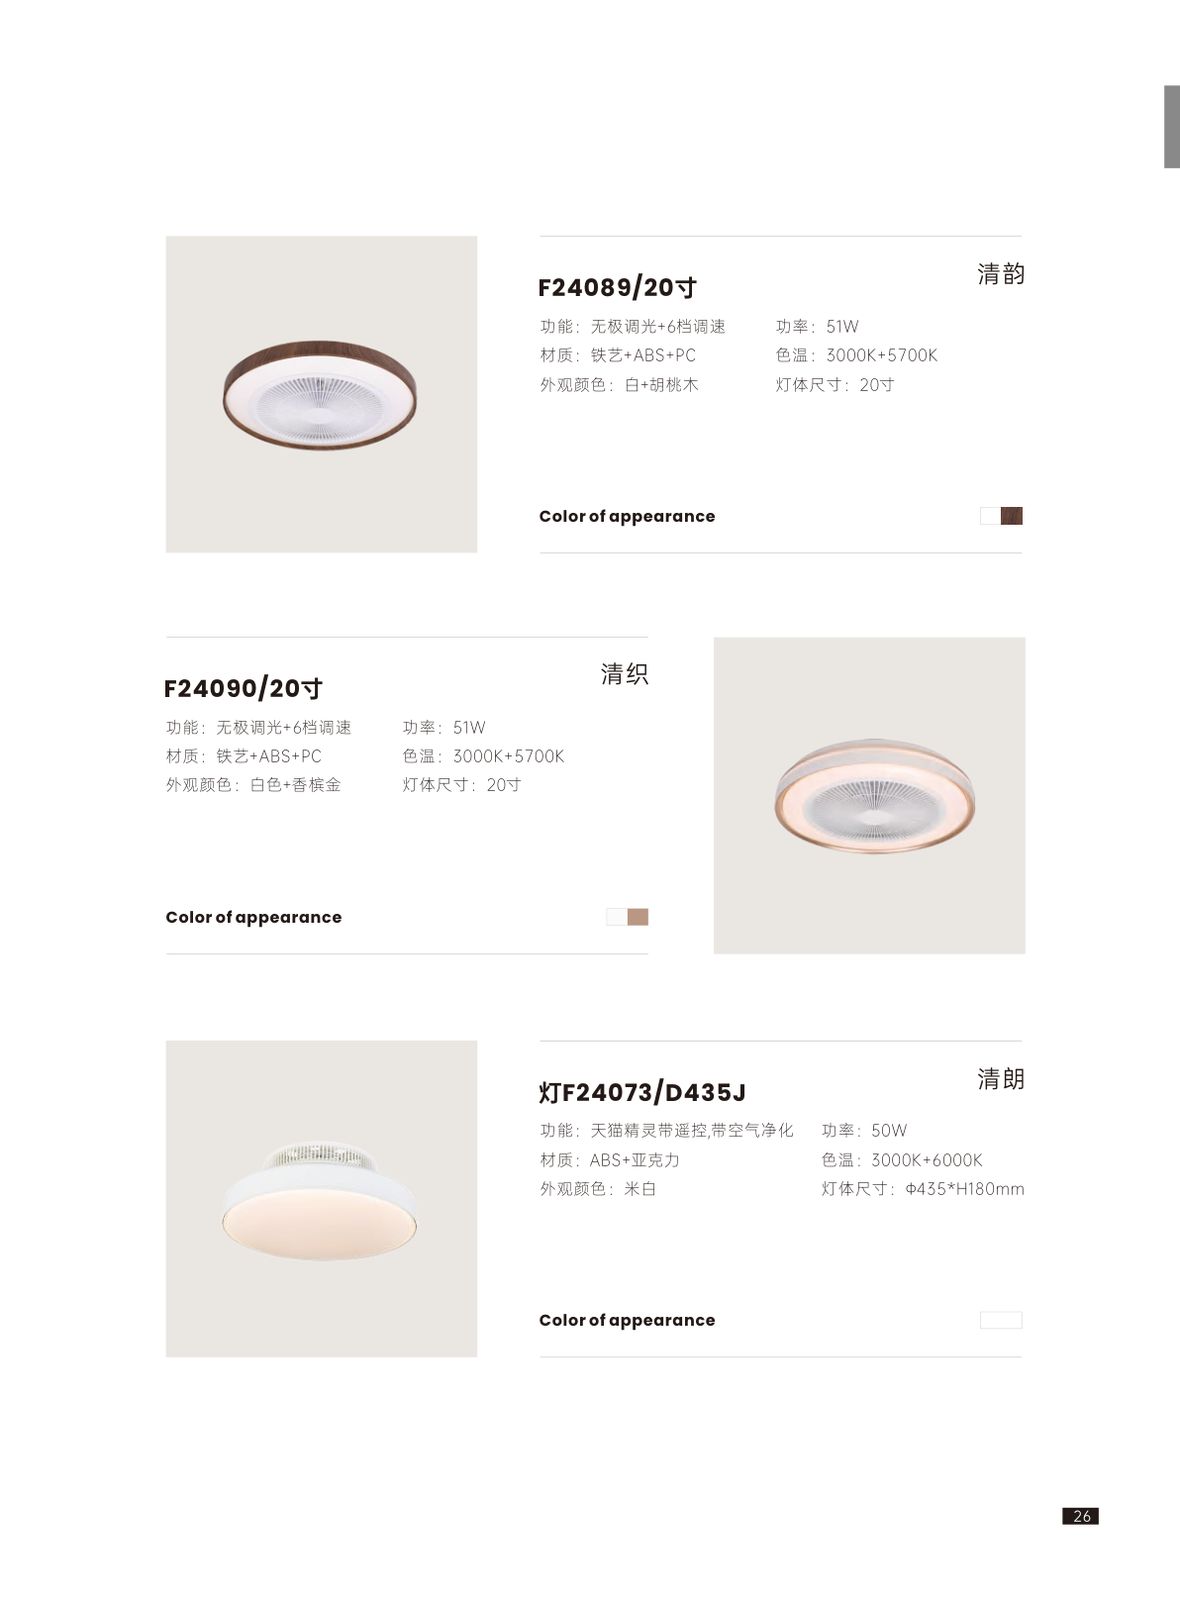 清韵
F24089/20寸
功能：无极调光+6档调速 功率：51W
材质：铁艺+ABS+PC 色温：3000K+5700K
外观颜色：白+胡桃木 灯体尺寸：20寸
Color of appearance
清织
F24090/20寸
功能：无极调光+6档调速 功率：51W
材质：铁艺+ABS+PC 色温：3000K+5700K
外观颜色：白色+香槟金 灯体尺寸：20寸
Color of appearance
清朗
灯F24073/D435J
功能：天猫精灵带遥控,带空气净化 功率：50W
材质：ABS+亚克力 色温：3000K+6000K
外观颜色：米白 灯体尺寸：Φ435*H180mm
Color of appearance
26